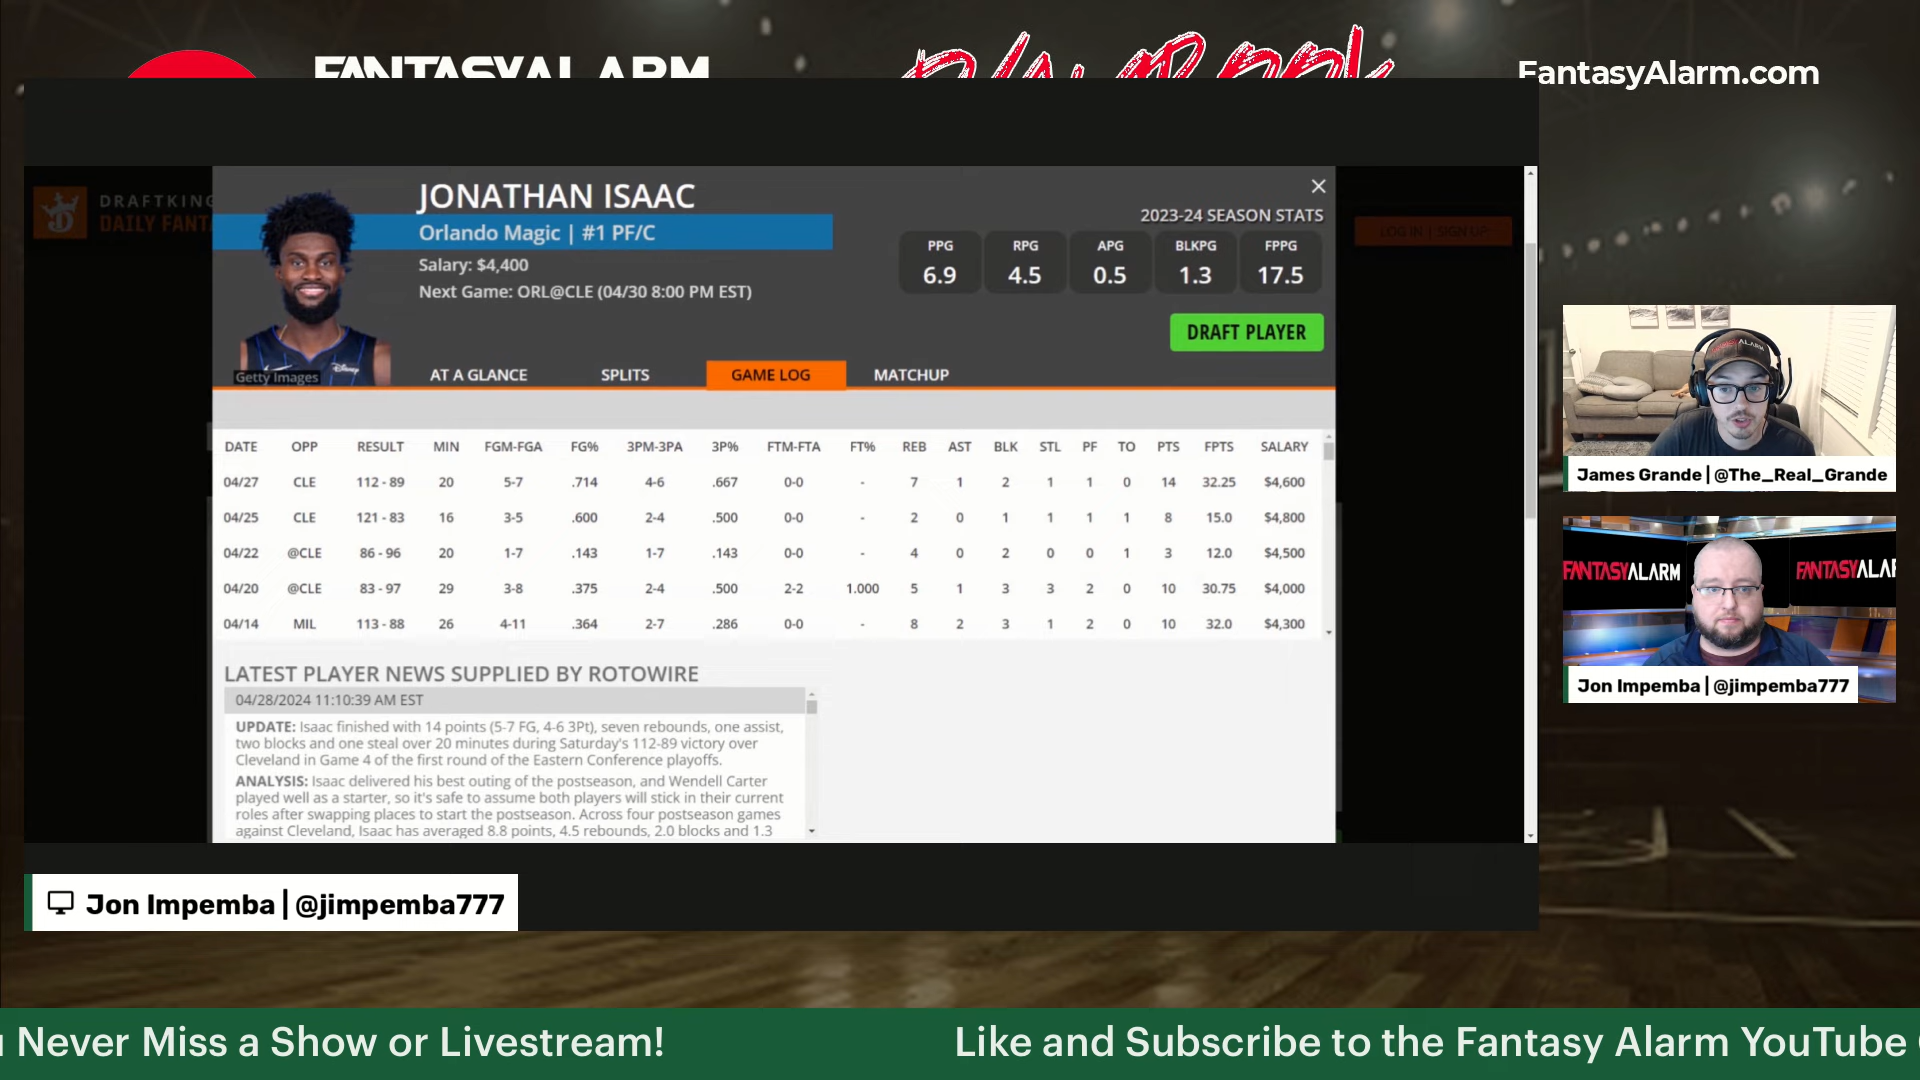 FANTASYALARM
PLAYER POOL
FantasyAlarm.com
DRAFTKING
DAILY FANT
JONATHAN ISAAC
Orlando Magic | #1 PF/C
Salary: $4,400
Next Game: ORL@CLE (04/30 8:00 PM EST)
2023-24 SEASON STATS
PPG RPG APG BLKPG FPPG
6.9 4.5 0.5 1.3 17.5
DRAFT PLAYER
LOG IN | SIGN UP
Getty Images
AT A GLANCE SPLITS GAME LOG MATCHUP
DATE OPP RESULT MIN FGM-FGA FG% 3PM-3PA 3P% FTM-FTA FT% REB AST BLK STL PF TO PTS FPTS SALARY
04/27 CLE 112 - 89 20 5-7 .714 4-6 .667 0-0 - 7 1 2 1 1 0 14 32.25 $4,600
04/25 CLE 121 - 83 16 3-5 .600 2-4 .500 0-0 - 2 0 1 1 1 1 8 15.0 $4,800
04/22 @CLE 86 - 96 20 1-7 .143 1-7 .143 0-0 - 4 0 2 0 0 1 3 12.0 $4,500
04/20 @CLE 83 - 97 29 3-8 .375 2-4 .500 2-2 1.000 5 1 3 3 2 0 10 30.75 $4,000
04/14 MIL 113 - 88 26 4-11 .364 2-7 .286 0-0 - 8 2 3 1 2 0 10 32.0 $4,300
LATEST PLAYER NEWS SUPPLIED BY ROTOWIRE
04/28/2024 11:10:39 AM EST
UPDATE: Isaac finished with 14 points (5-7 FG, 4-6 3Pt), seven rebounds, one assist,
two blocks and one steal over 20 minutes during Saturday's 112-89 victory over
Cleveland in Game 4 of the first round of the Eastern Conference playoffs.
ANALYSIS: Isaac delivered his best outing of the postseason, and Wendell Carter
played well as a starter, so it's safe to assume both players will stick in their current
roles after swapping places to start the postseason. Across four postseason games
against Cleveland, Isaac has averaged 8.8 points, 4.5 rebounds, 2.0 blocks and 1.3
James Grande | @The_Real_Grande
FANTASYALARM
FANTASYALA
Jon Impemba | @jimpemba777
Jon Impemba | @jimpemba777
Never Miss a Show or Livestream!
Like and Subscribe to the Fantasy Alarm YouTube